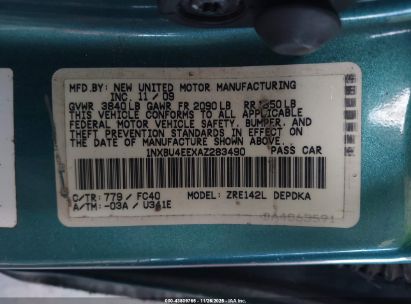 MFD.BY: NEW UNITED MOTOR MANUFACTURING
INC. 11 / 09
GVWR 3840LB GAWR FR 2090LB RR 1850LB
THIS VEHICLE CONFORMS TO ALL APPLICABLE
FEDERAL MOTOR VEHICLE SAFETY, BUMPER, AND
THEFT PREVENTION STANDARDS IN EFFECT ON
THE DATE OF MANUFACTURE SHOWN ABOVE.
1NXBU4EEXAZ283490 PASS CAR
C/TR: 779 / FC40 MODEL: ZRE142L DEPDKA
A/TM: -03A / U341E